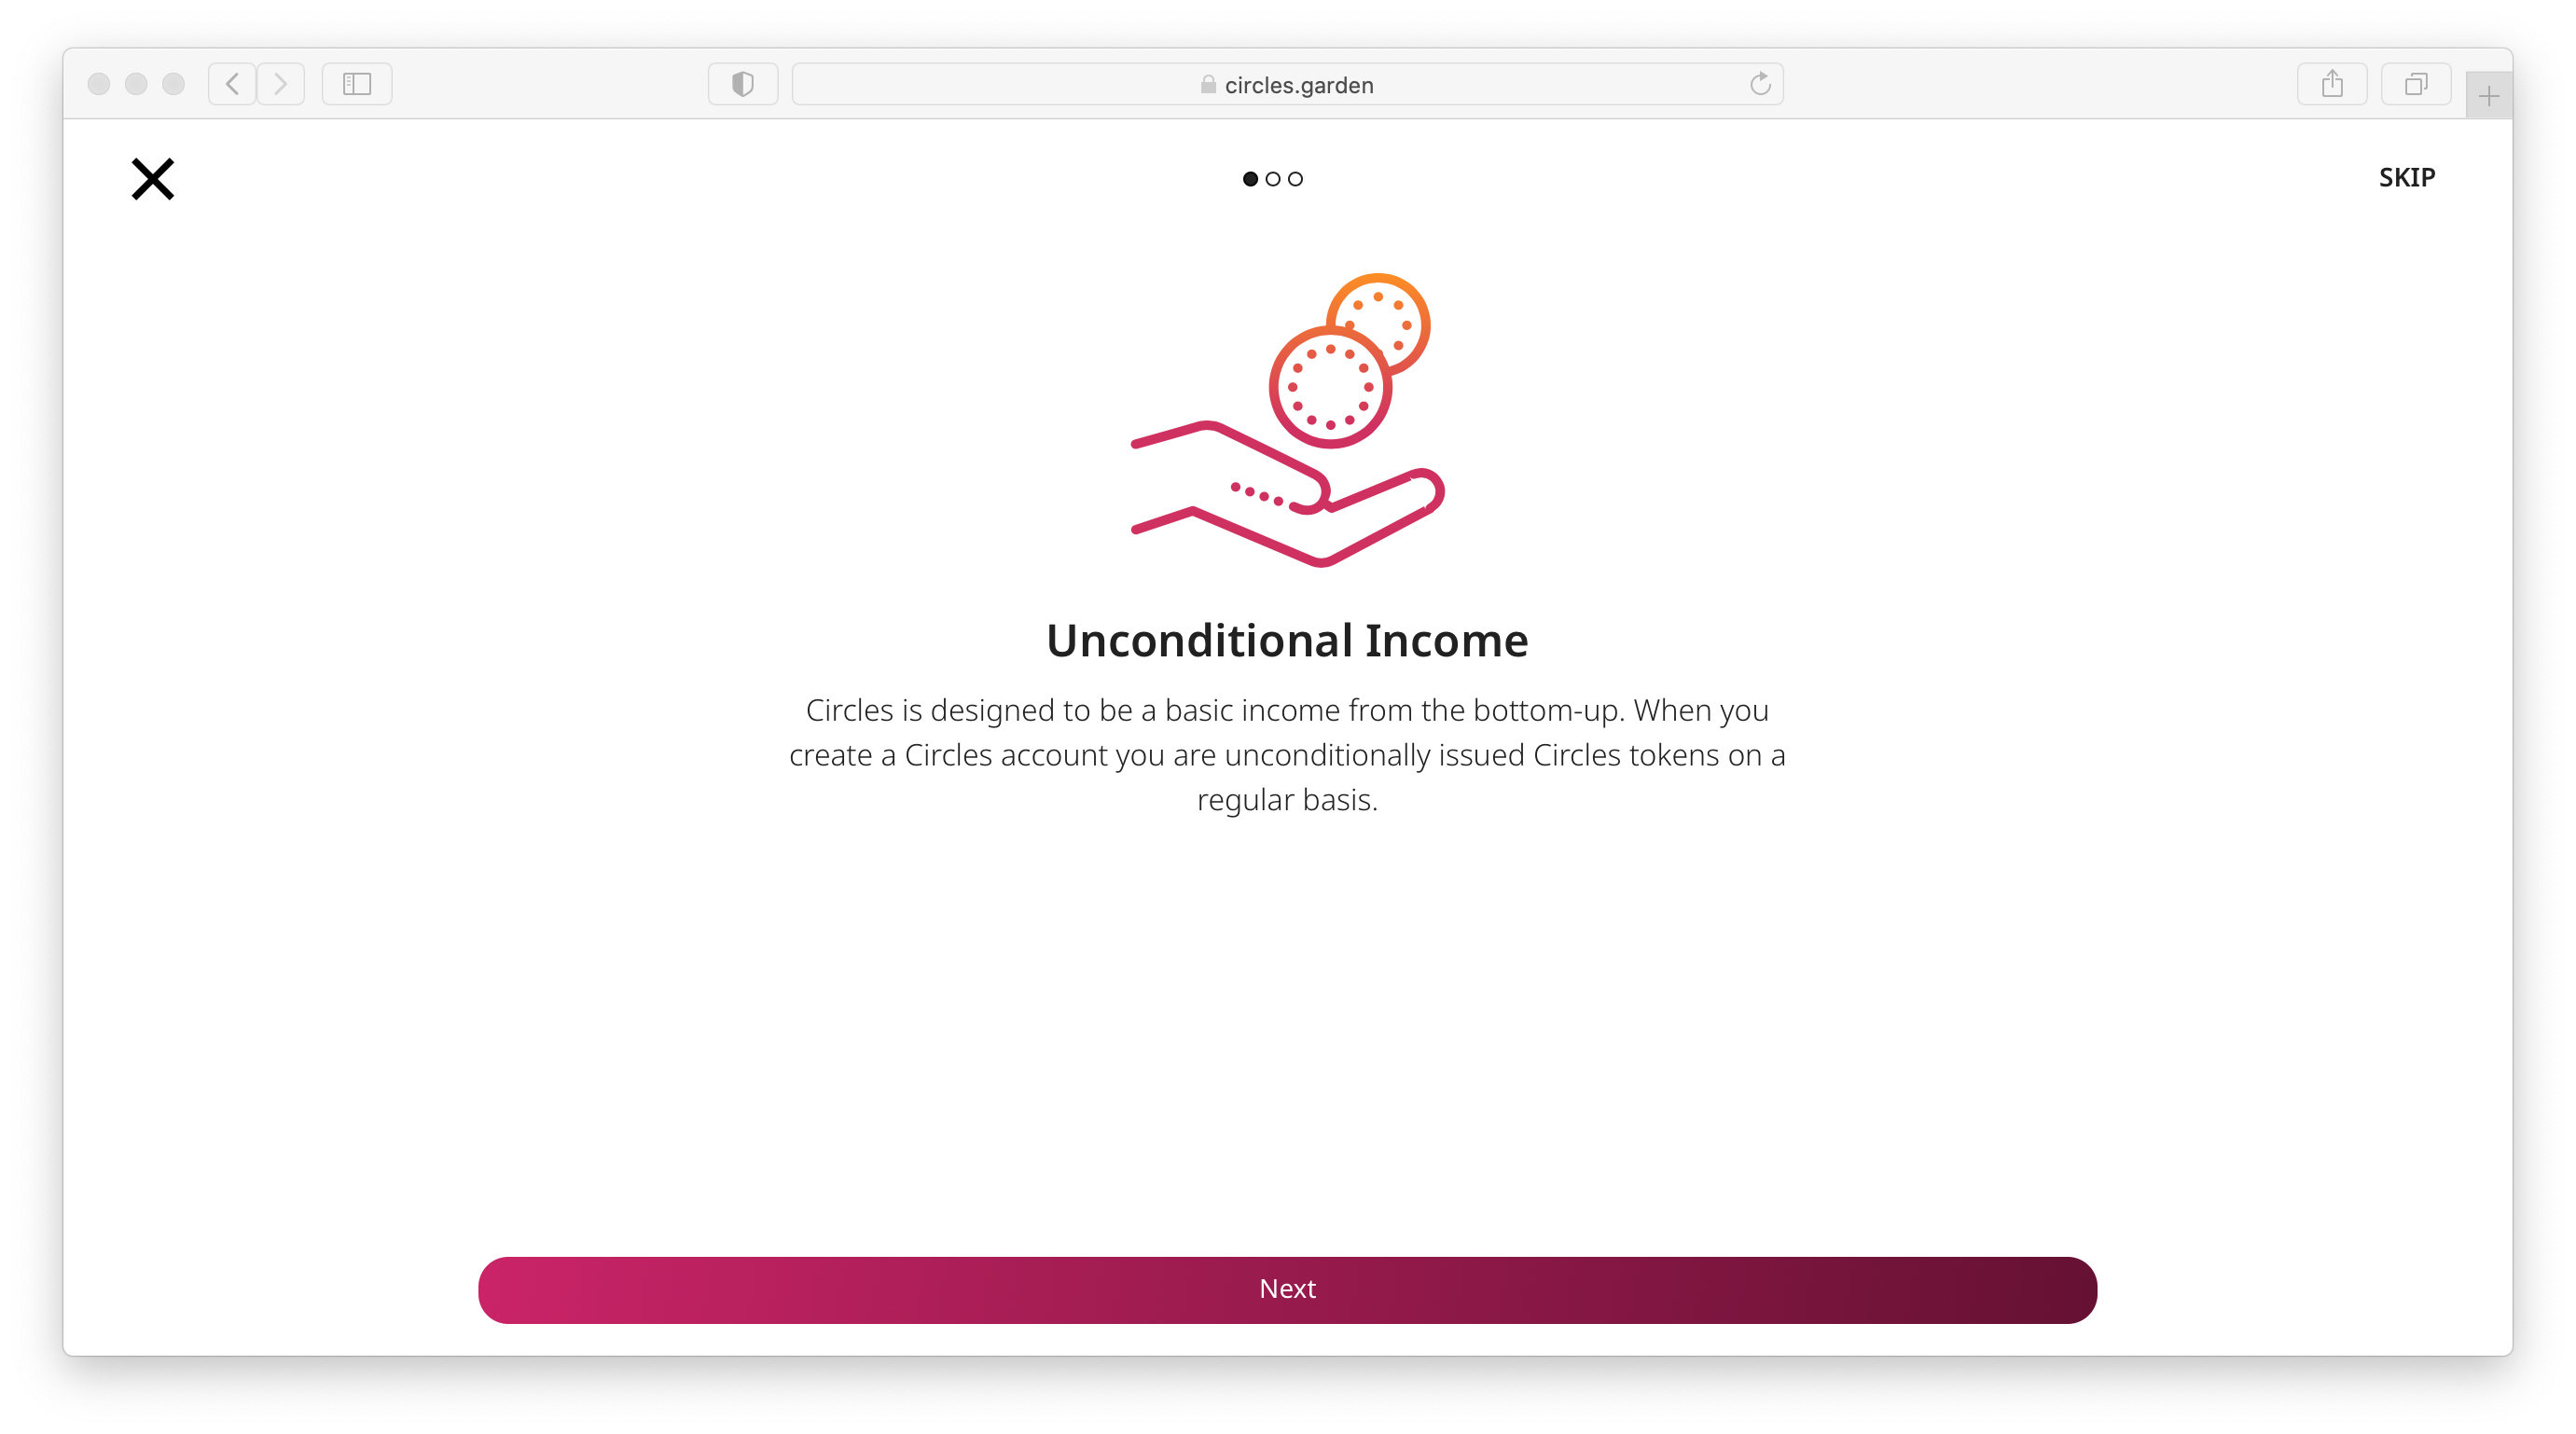 circles.garden
SKIP
Unconditional Income
Circles is designed to be a basic income from the bottom-up. When you
create a Circles account you are unconditionally issued Circles tokens on a
regular basis.
Next